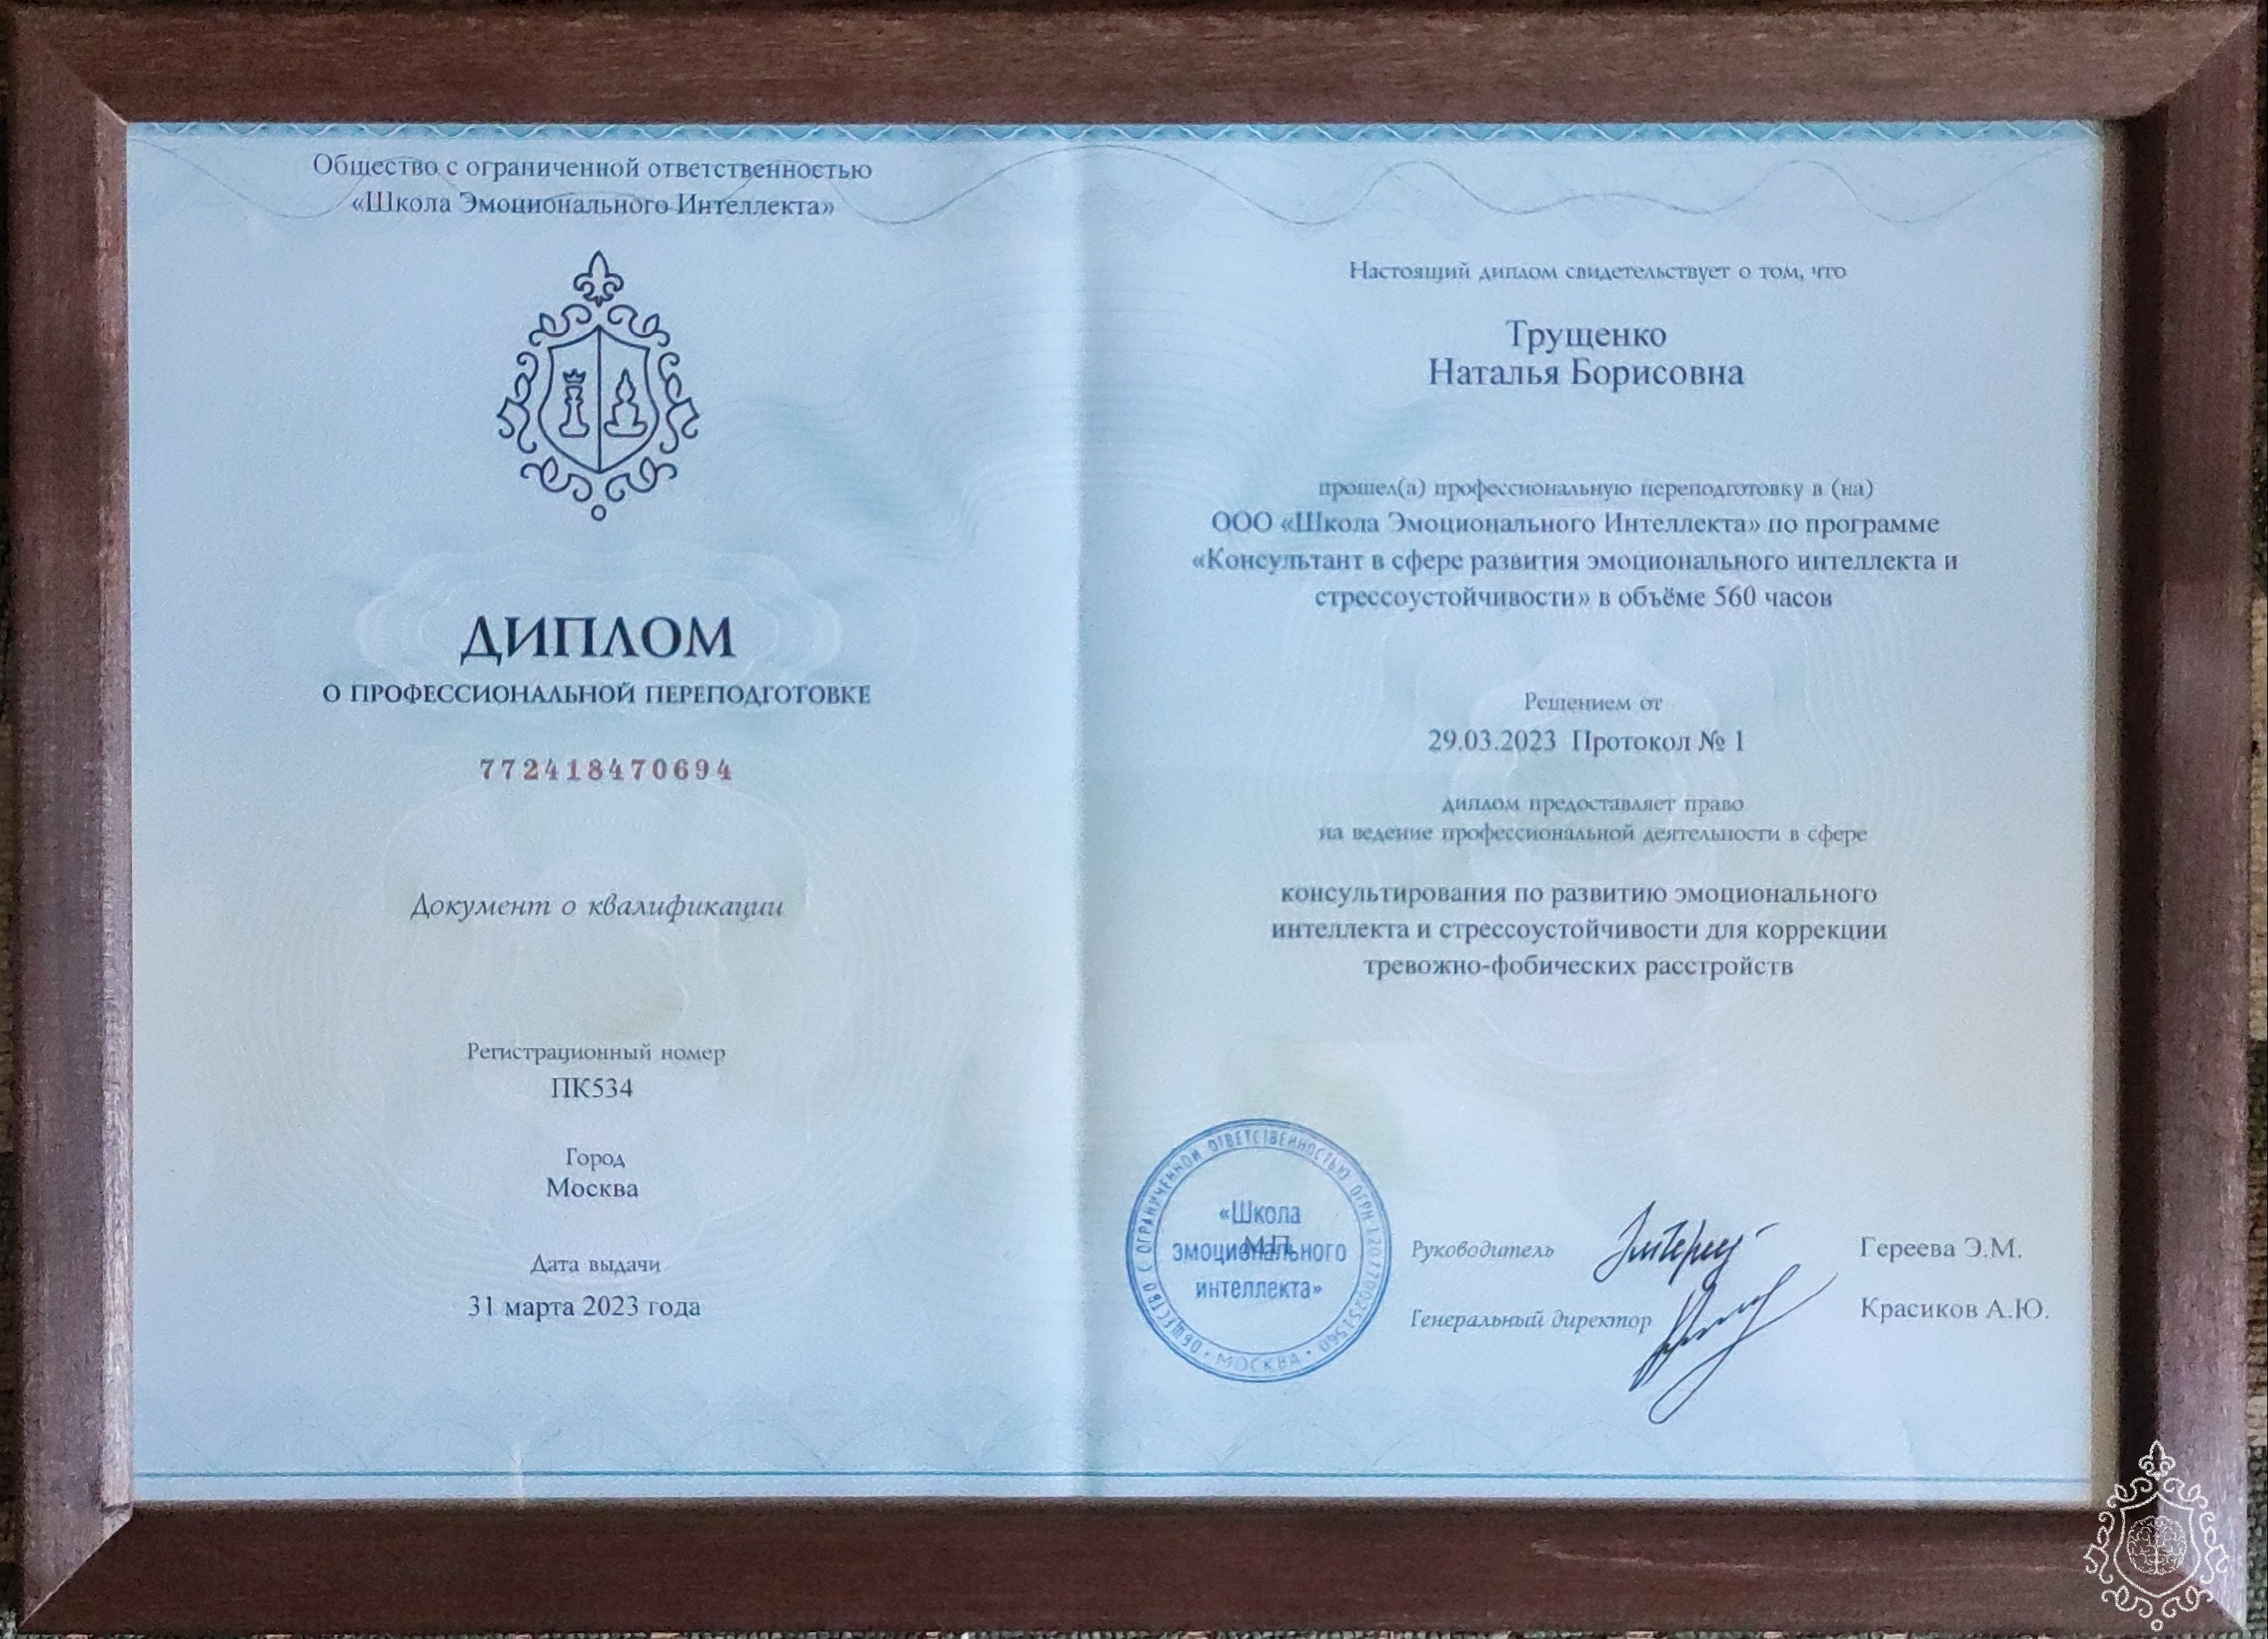 Общество с ограниченной ответственностью
«Школа Эмоционального Интеллекта»
ДИПЛОМ
О ПРОФЕССИОНАЛЬНОЙ ПЕРЕПОДГОТОВКЕ
772418470694
Документ о квалификации
Регистрационный номер
ПК534
Город
Москва
Дата выдачи
31 марта 2023 года
Настоящий диплом свидетельствует о том, что
Трущенко
Наталья Борисовна
прошел(а) профессиональную переподготовку в (на)
ООО «Школа Эмоционального Интеллекта» по программе
«Консультант в сфере развития эмоционального интеллекта и
стрессоустойчивости» в объёме 560 часов
Решением от
29.03.2023 Протокол № 1
диплом предоставляет право
на ведение профессиональной деятельности в сфере
консультирования по развитию эмоционального
интеллекта и стрессоустойчивости для коррекции
тревожно-фобических расстройств
ОБЩЕСТВО С ОГРАНИЧЕННОЙ ОТВЕТСТВЕННОСТЬЮ ОГРН
• МОСКВА •
«Школа
эмоционального
интеллекта»
М.П.
Руководитель
Гереева Э.М.
Генеральный директор
Красиков А.Ю.